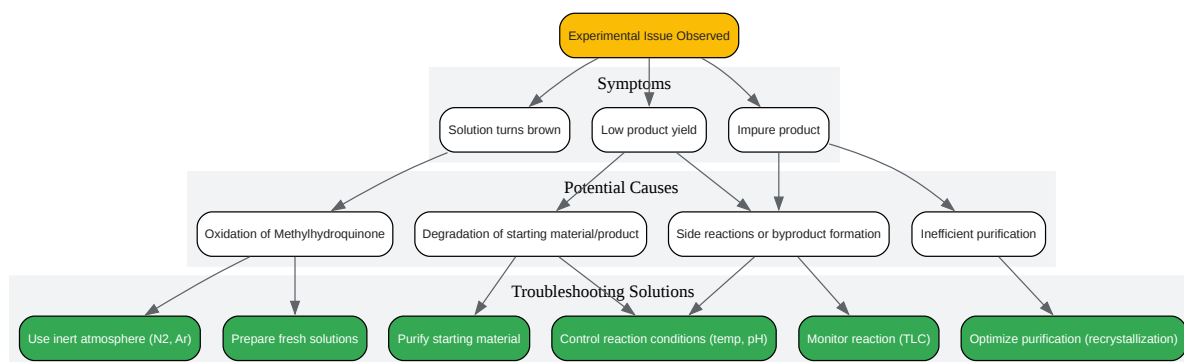 Experimental Issue Observed
Symptoms
Solution turns brown
Low product yield
Impure product
Potential Causes
Oxidation of Methylhydroquinone
Degradation of starting material/product
Side reactions or byproduct formation
Inefficient purification
Troubleshooting Solutions
Use inert atmosphere (N2, Ar)
Prepare fresh solutions
Purify starting material
Control reaction conditions (temp, pH)
Monitor reaction (TLC)
Optimize purification (recrystallization)